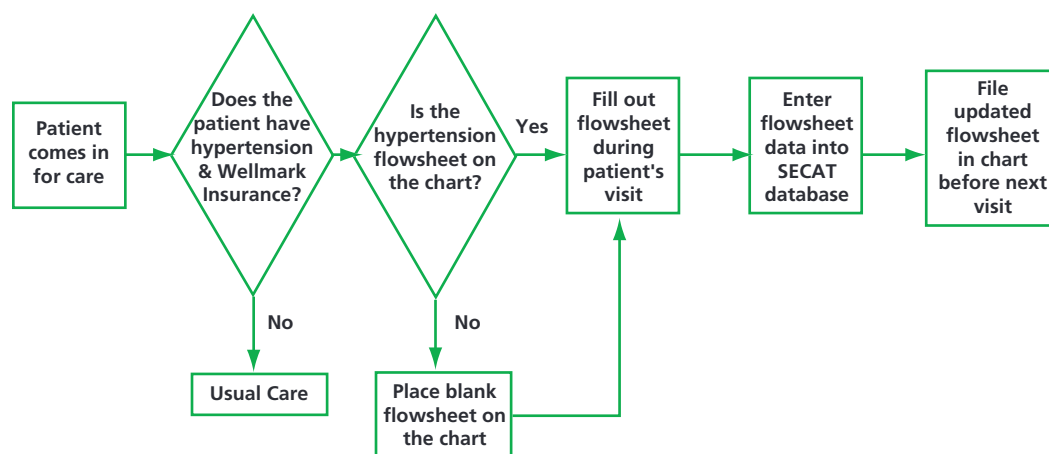 Patient
comes in
for care
Does the
patient have
hypertension
& Wellmark
Insurance?
No
Usual Care
Is the
hypertension
flowsheet on
the chart?
Yes
No
Place blank
flowsheet on
the chart
Fill out
flowsheet
during
patient's
visit
Enter
flowsheet
data into
SECAT
database
File
updated
flowsheet
in chart
before next
visit